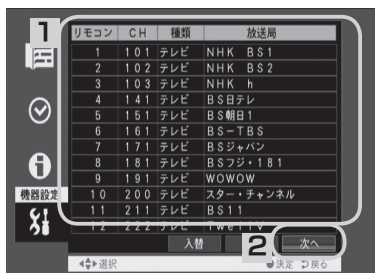 1
リモコン CH 種類 放送局
1 101 テレビ NHK BS1
2 102 テレビ NHK BS2
3 103 テレビ NHK h
4 141 テレビ BS日テレ
5 151 テレビ BS朝日1
6 161 テレビ BS-TBS
7 171 テレビ BSジャパン
8 181 テレビ BSフジ・181
9 191 テレビ WOWOW
10 200 テレビ スター・チャンネル
11 211 テレビ BS11
12 222 テレビ TwellV
機器設定
入替 2 次へ
選択 決定 戻る